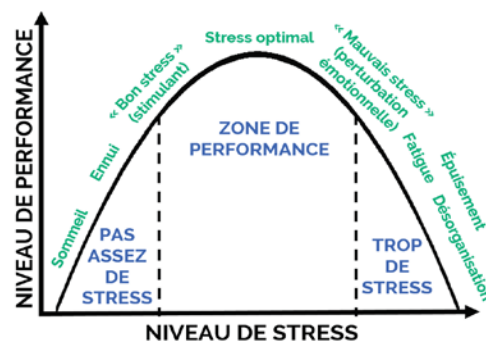 NIVEAU DE PERFORMANCE
Sommeil
Ennui
« Bon stress »
(stimulant)
Stress optimal
« Mauvais stress »
(perturbation
émotionnelle)
Fatigue
Épuisement
Désorganisation
PAS
ASSEZ
DE
STRESS
ZONE DE
PERFORMANCE
TROP
DE
STRESS
NIVEAU DE STRESS